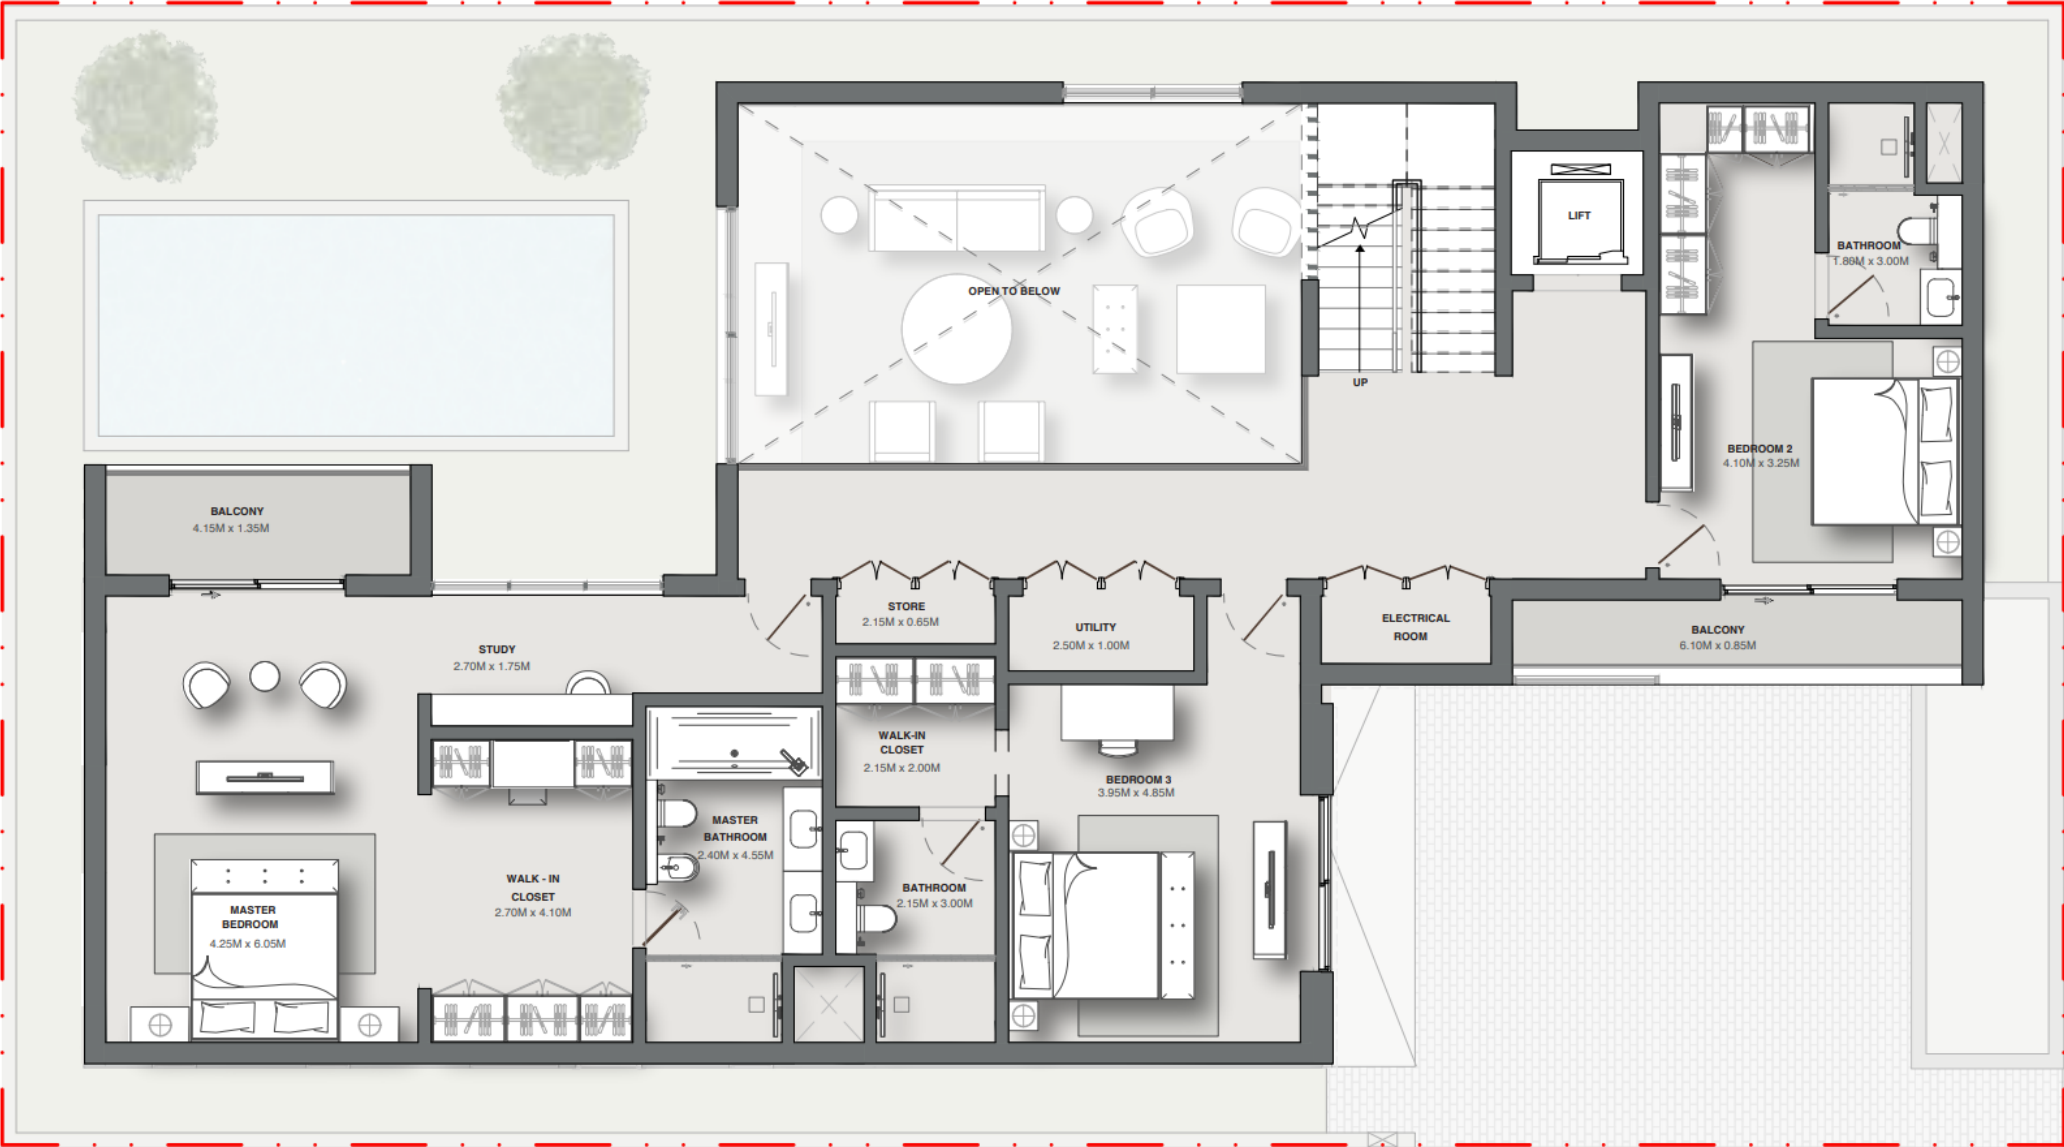 LIFT
BATHROOM
1.80M x 3.00M
OPEN TO BELOW
UP
BEDROOM 2
4.10M x 3.25M
BALCONY
4.15M x 1.35M
STORE
2.15M x 0.65M
UTILITY
2.50M x 1.00M
ELECTRICAL
ROOM
BALCONY
6.10M x 0.85M
STUDY
2.70M x 1.75M
WALK-IN
CLOSET
2.15M x 2.00M
BEDROOM 3
3.95M x 4.85M
MASTER
BATHROOM
2.40M x 4.55M
WALK - IN
CLOSET
2.70M x 4.10M
BATHROOM
2.15M x 3.00M
MASTER
BEDROOM
4.25M x 6.05M